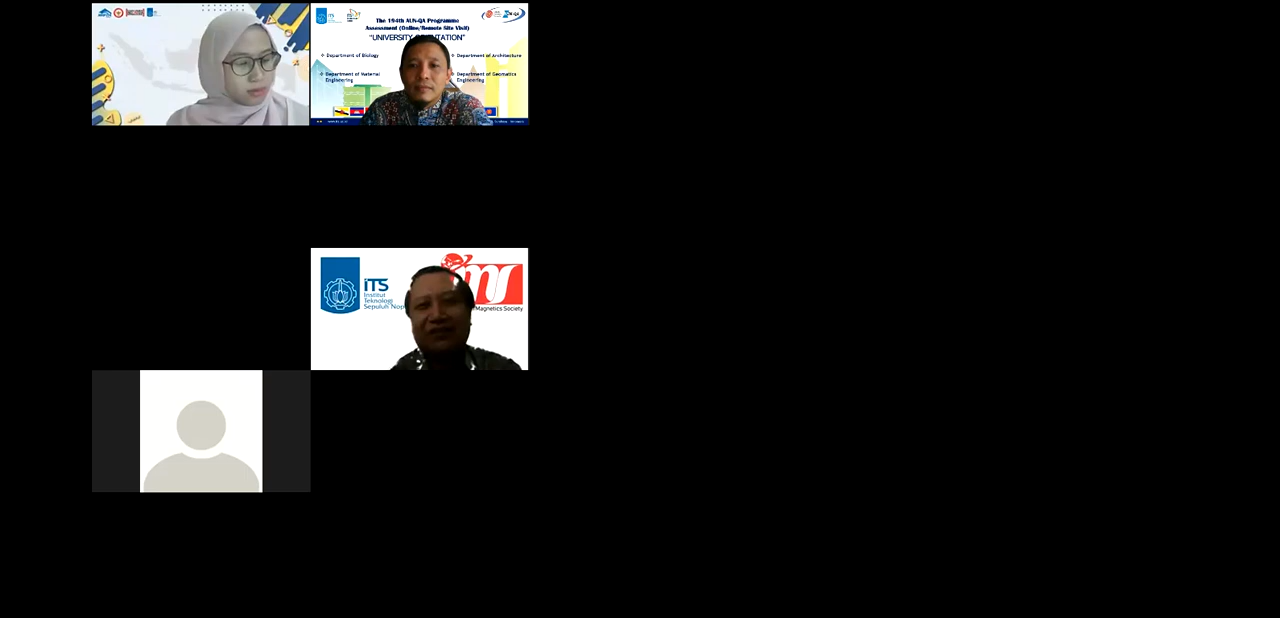 The 194th AUN-QA Programme
Assessment (Online/Remote Site Visit)
"UNIVERSITY
Department of Biology
Department of Architecture
Department of Material
Engineering
Department of Geomatics
Engineering
iTS
Institut
Teknologi
Sepuluh Nop
Magnetics Society